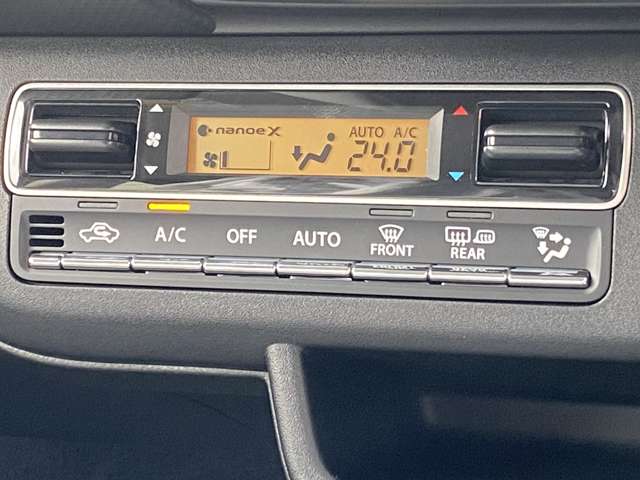 nanoeX
AUTO A/C
24.0
A/C OFF AUTO FRONT REAR